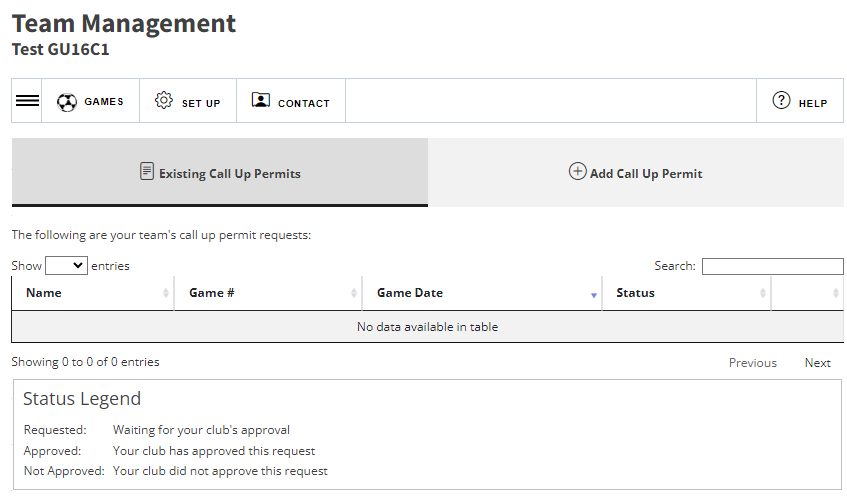 Team Management
Test GU16C1
GAMES SET UP CONTACT HELP
Existing Call Up Permits Add Call Up Permit
The following are your team's call up permit requests:
Show entries Search:
Name Game # Game Date Status
No data available in table
Showing 0 to 0 of 0 entries Previous Next
Status Legend
Requested: Waiting for your club's approval
Approved: Your club has approved this request
Not Approved: Your club did not approve this request